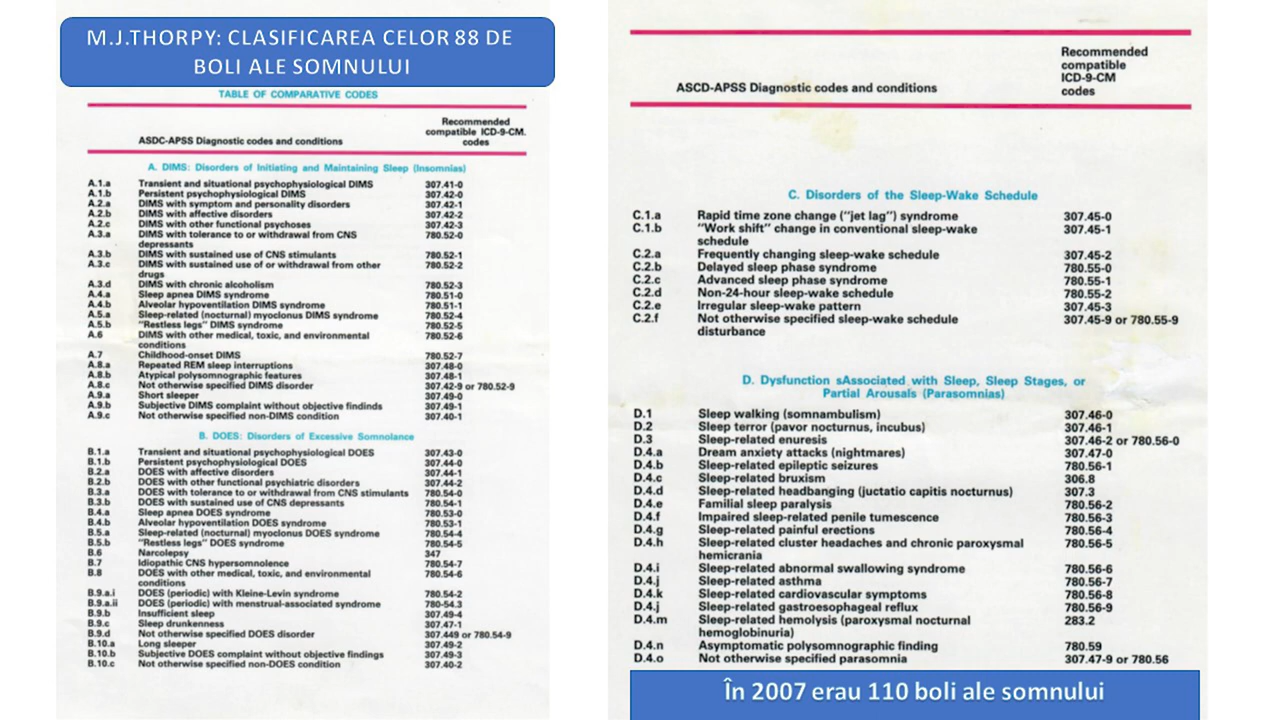 M.J.THORPY: CLASIFICAREA CELOR 88 DE
BOLI ALE SOMNULUI
TABLE OF COMPARATIVE CODES
ASDC-APSS Diagnostic codes and conditions
Recommended
compatible ICD-9-CM.
codes
A. DIMS: Disorders of Initiating and Maintaining Sleep (Insomnias)
A.1.a Transient and situational psychophysiological DIMS 307.41-0
A.1.b Persistent psychophysiological DIMS 307.42-0
A.2.a DIMS with symptom and personality disorders 307.42-1
A.2.b DIMS with affective disorders 307.42-2
A.2.c DIMS with other functional psychoses 307.42-3
A.3.a DIMS with tolerance to or withdrawal from CNS 780.52-0
depressants
A.3.b DIMS with sustained use of CNS stimulants 780.52-1
A.3.c DIMS with sustained use of or withdrawal from other 780.52-2
drugs
A.3.d DIMS with chronic alcoholism 780.52-3
A.4.a Sleep apnea DIMS syndrome 780.51-0
A.4.b Alveolar hypoventilation DIMS syndrome 780.51-1
A.5.a Sleep-related (nocturnal) myoclonus DIMS syndrome 780.52-4
A.5.b "Restless legs" DIMS syndrome 780.52-5
A.6 DIMS with other medical, toxic, and environmental 780.52-6
conditions
A.7 Childhood-onset DIMS 780.52-7
A.8.a Repeated REM sleep interruptions 307.48-0
A.8.b Atypical polysomnographic features 307.48-1
A.8.c Not otherwise specified DIMS disorder 307.42-9 or 780.52-9
A.9.a Short sleeper 307.49-0
A.9.b Subjective DIMS complaint without objective findinds 307.49-1
A.9.c Not otherwise specified non-DIMS condition 307.40-1
B. DOES: Disorders of Excessive Somnolance
B.1.a Transient and situational psychophysiological DOES 307.43-0
B.1.b Persistent psychophysiological DOES 307.44-0
B.2.a DOES with affective disorders 307.44-1
B.2.b DOES with other functional psychiatric disorders 307.44-2
B.3.a DOES with tolerance to or withdrawal from CNS stimulants 780.54-0
B.3.b DOES with sustained use of CNS depressants 780.54-1
B.4.a Sleep apnea DOES syndrome 780.53-0
B.4.b Alveolar hypoventilation DOES syndrome 780.53-1
B.5.a Sleep-related (nocturnal) myoclonus DOES syndrome 780.54-4
B.5.b "Restless legs" DOES syndrome 780.54-5
B.6 Narcolepsy 347
B.7 Idiopathic CNS hypersomnolence 780.54-7
B.8 DOES with other medical, toxic, and environmental 780.54-6
conditions
B.9.a.i DOES (periodic) with Kleine-Levin syndrome 780.54-2
B.9.a.ii DOES (periodic) with menstrual-associated syndrome 780-54.3
B.9.b Insufficient sleep 307.49-4
B.9.c Sleep drunkenness 307.47-1
B.9.d Not otherwise specified DOES disorder 307.449 or 780.54-9
B.10.a Long sleeper 307.49-2
B.10.b Subjective DOES complaint without objective findings 307.49-3
B.10.c Not otherwise specified non-DOES condition 307.40-2
ASCD-APSS Diagnostic codes and conditions
Recommended
compatible
ICD-9-CM
codes
C. Disorders of the Sleep-Wake Schedule
C.1.a Rapid time zone change ("jet lag") syndrome 307.45-0
C.1.b "Work shift" change in conventional sleep-wake 307.45-1
schedule
C.2.a Frequently changing sleep-wake schedule 307.45-2
C.2.b Delayed sleep phase syndrome 780.55-0
C.2.c Advanced sleep phase syndrome 780.55-1
C.2.d Non-24-hour sleep-wake schedule 780.55-2
C.2.e Irregular sleep-wake pattern 307.45-3
C.2.f Not otherwise specified sleep-wake schedule 307.45-9 or 780.55-9
disturbance
D. Dysfunction sAssociated with Sleep, Sleep Stages, or
Partial Arousals (Parasomnias)
D.1 Sleep walking (somnambulism) 307.46-0
D.2 Sleep terror (pavor nocturnus, incubus) 307.46-1
D.3 Sleep-related enuresis 307.46-2 or 780.56-0
D.4.a Dream anxiety attacks (nightmares) 307.47-0
D.4.b Sleep-related epileptic seizures 780.56-1
D.4.c Sleep-related bruxism 306.8
D.4.d Sleep-related headbanging (juctatio capitis nocturnus) 307.3
D.4.e Familial sleep paralysis 780.56-2
D.4.f Impaired sleep-related penile tumescence 780.56-3
D.4.g Sleep-related painful erections 780.56-4
D.4.h Sleep-related cluster headaches and chronic paroxysmal 780.56-5
hemicrania
D.4.i Sleep-related abnormal swallowing syndrome 780.56-6
D.4.j Sleep-related asthma 780.56-7
D.4.k Sleep-related cardiovascular symptoms 780.56-8
D.4.j Sleep-related gastroesophageal reflux 780.56-9
D.4.m Sleep-related hemolysis (paroxysmal nocturnal 283.2
hemoglobinuria)
D.4.n Asymptomatic polysomnographic finding 780.59
D.4.o Not otherwise specified parasomnia 307.47-9 or 780.56
În 2007 erau 110 boli ale somnului